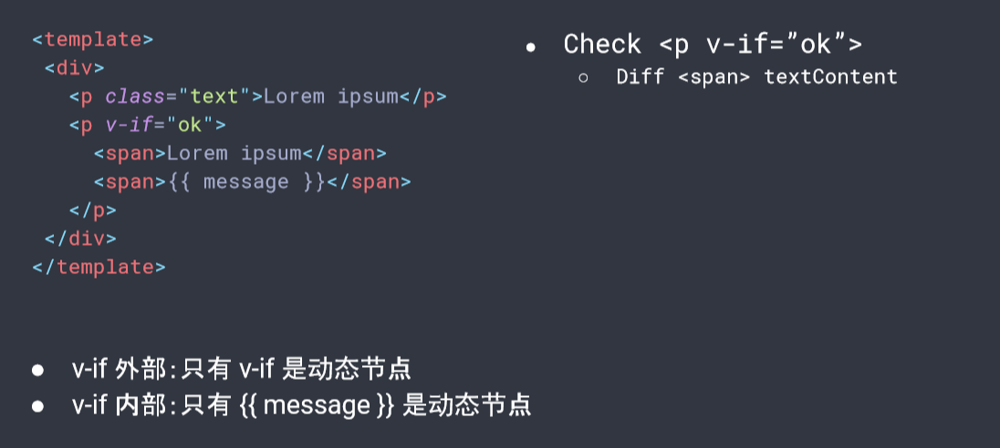 <template>
<div>
<p class="text">Lorem ipsum</p>
<p v-if="ok">
<span>Lorem ipsum</span>
<span>{{ message }}</span>
</p>
</div>
</template>
• Check <p v-if=”ok”>
○ Diff <span> textContent
• v-if 外部:只有 v-if 是动态节点
• v-if 内部:只有 {{ message }} 是动态节点